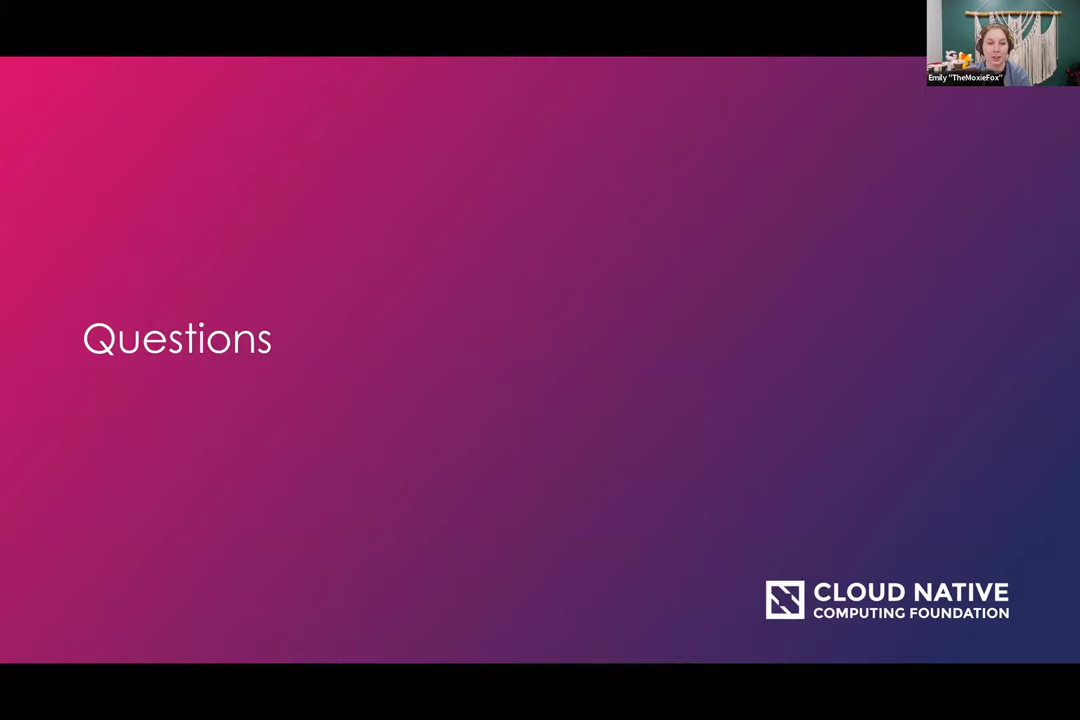 Emily "TheMoxieFox"
Questions
CLOUD NATIVE
COMPUTING FOUNDATION